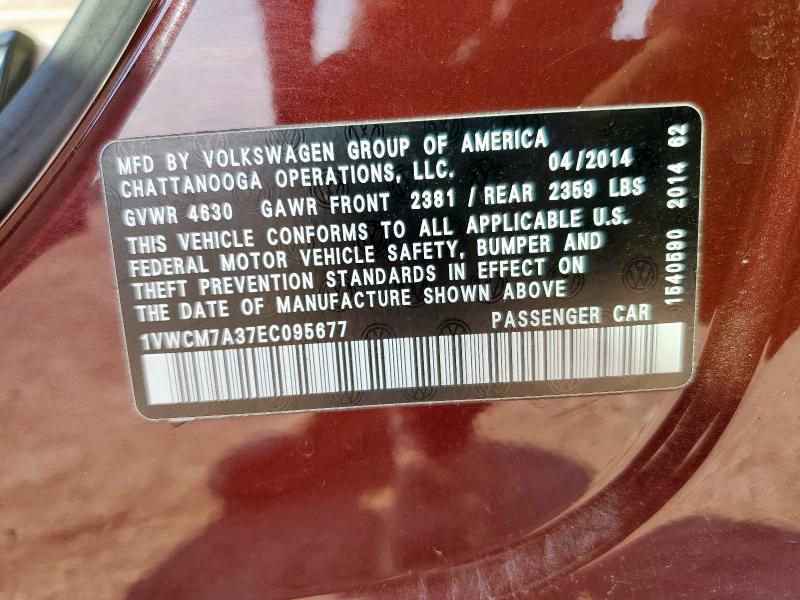 MFD BY VOLKSWAGEN GROUP OF AMERICA
CHATTANOOGA OPERATIONS, LLC. 04/2014
GVWR 4630 GAWR FRONT 2381 / REAR 2359 LBS
THIS VEHICLE CONFORMS TO ALL APPLICABLE U.S.
FEDERAL MOTOR VEHICLE SAFETY, BUMPER AND
THEFT PREVENTION STANDARDS IN EFFECT ON
THE DATE OF MANUFACTURE SHOWN ABOVE
1VWCM7A37EC095677 PASSENGER CAR
1540590 2014 62